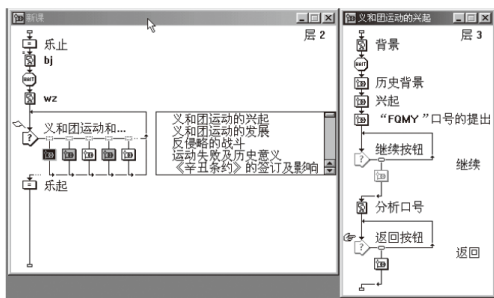 新课
层 2
乐止
bj
WAIT
wz
义和团运动和...
义和团运动的兴起
义和团运动的发展
反侵略的战斗
运动失败及历史意义
《辛丑条约》的签订及影响
乐起
义和团运动的兴起
层 3
背景
WAIT
历史背景
兴起
“FQMY”口号的提出
继续按钮
继续
分析口号
返回按钮
返回